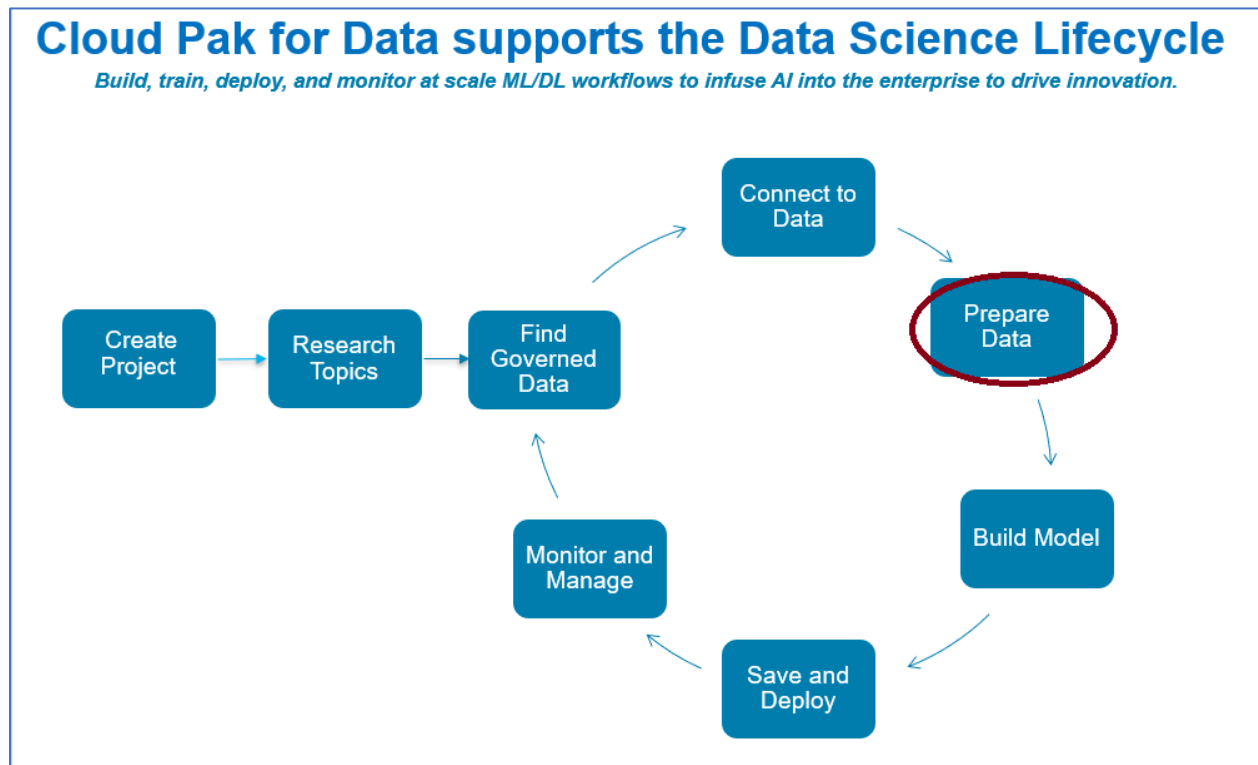 Cloud Pak for Data supports the Data Science Lifecycle
Build, train, deploy, and monitor at scale ML/DL workflows to infuse AI into the enterprise to drive innovation.
Create
Project
Research
Topics
Find
Governed
Data
Connect to
Data
Prepare
Data
Build Model
Save and
Deploy
Monitor and
Manage